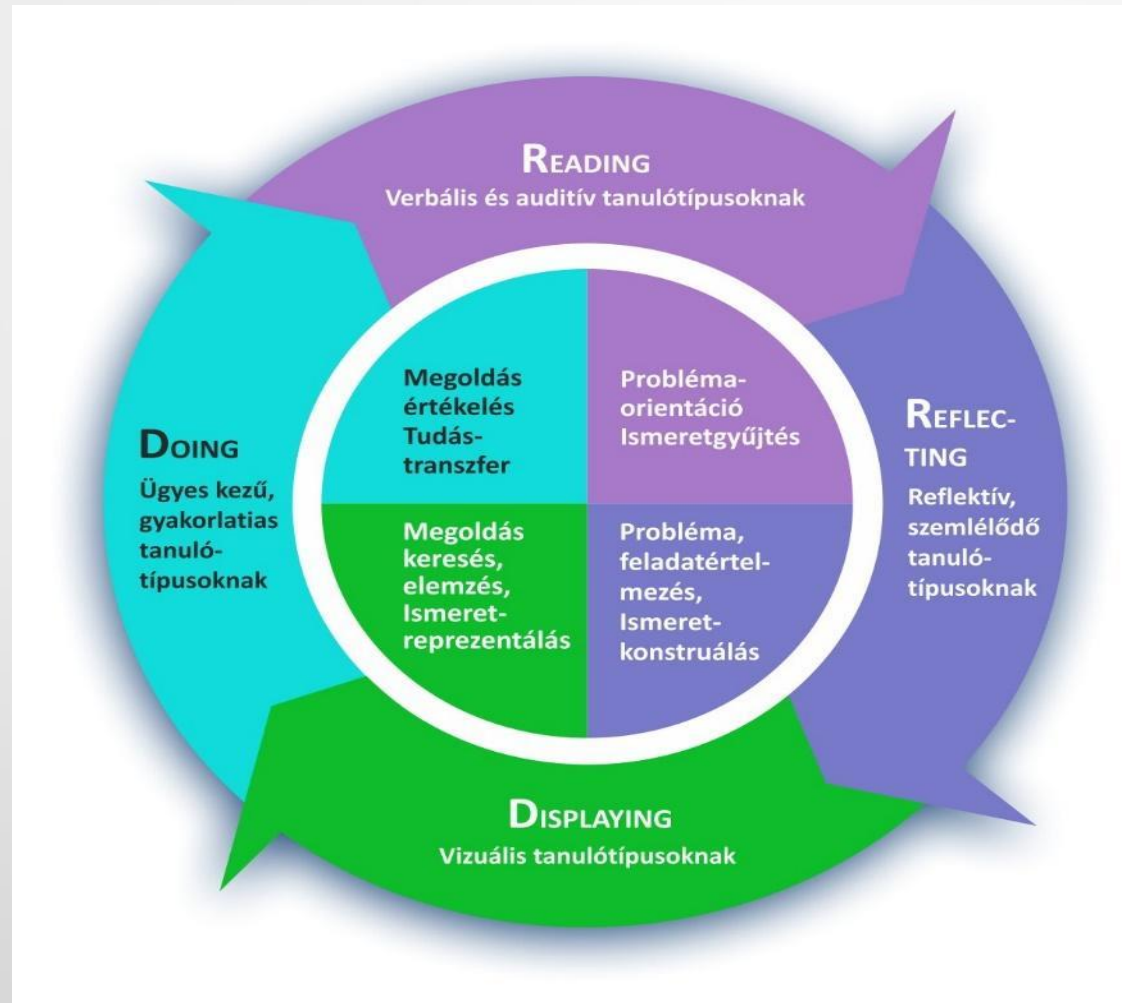 READING
Verbális és auditív tanulótípusoknak
REFLEC-
TING
Reflektív,
szemlélődő
tanuló-
típusoknak
DISPLAYING
Vizuális tanulótípusoknak
DOING
Ügyes kezű,
gyakorlatias
tanuló-
típusoknak
Megoldás
értékelés
Tudás-
transzfer
Probléma-
orientáció
Ismeretgyűjtés
Megoldás
keresés,
elemzés,
Ismeret-
reprezentálás
Probléma,
feladatértel-
mezés,
Ismeret-
konstruálás